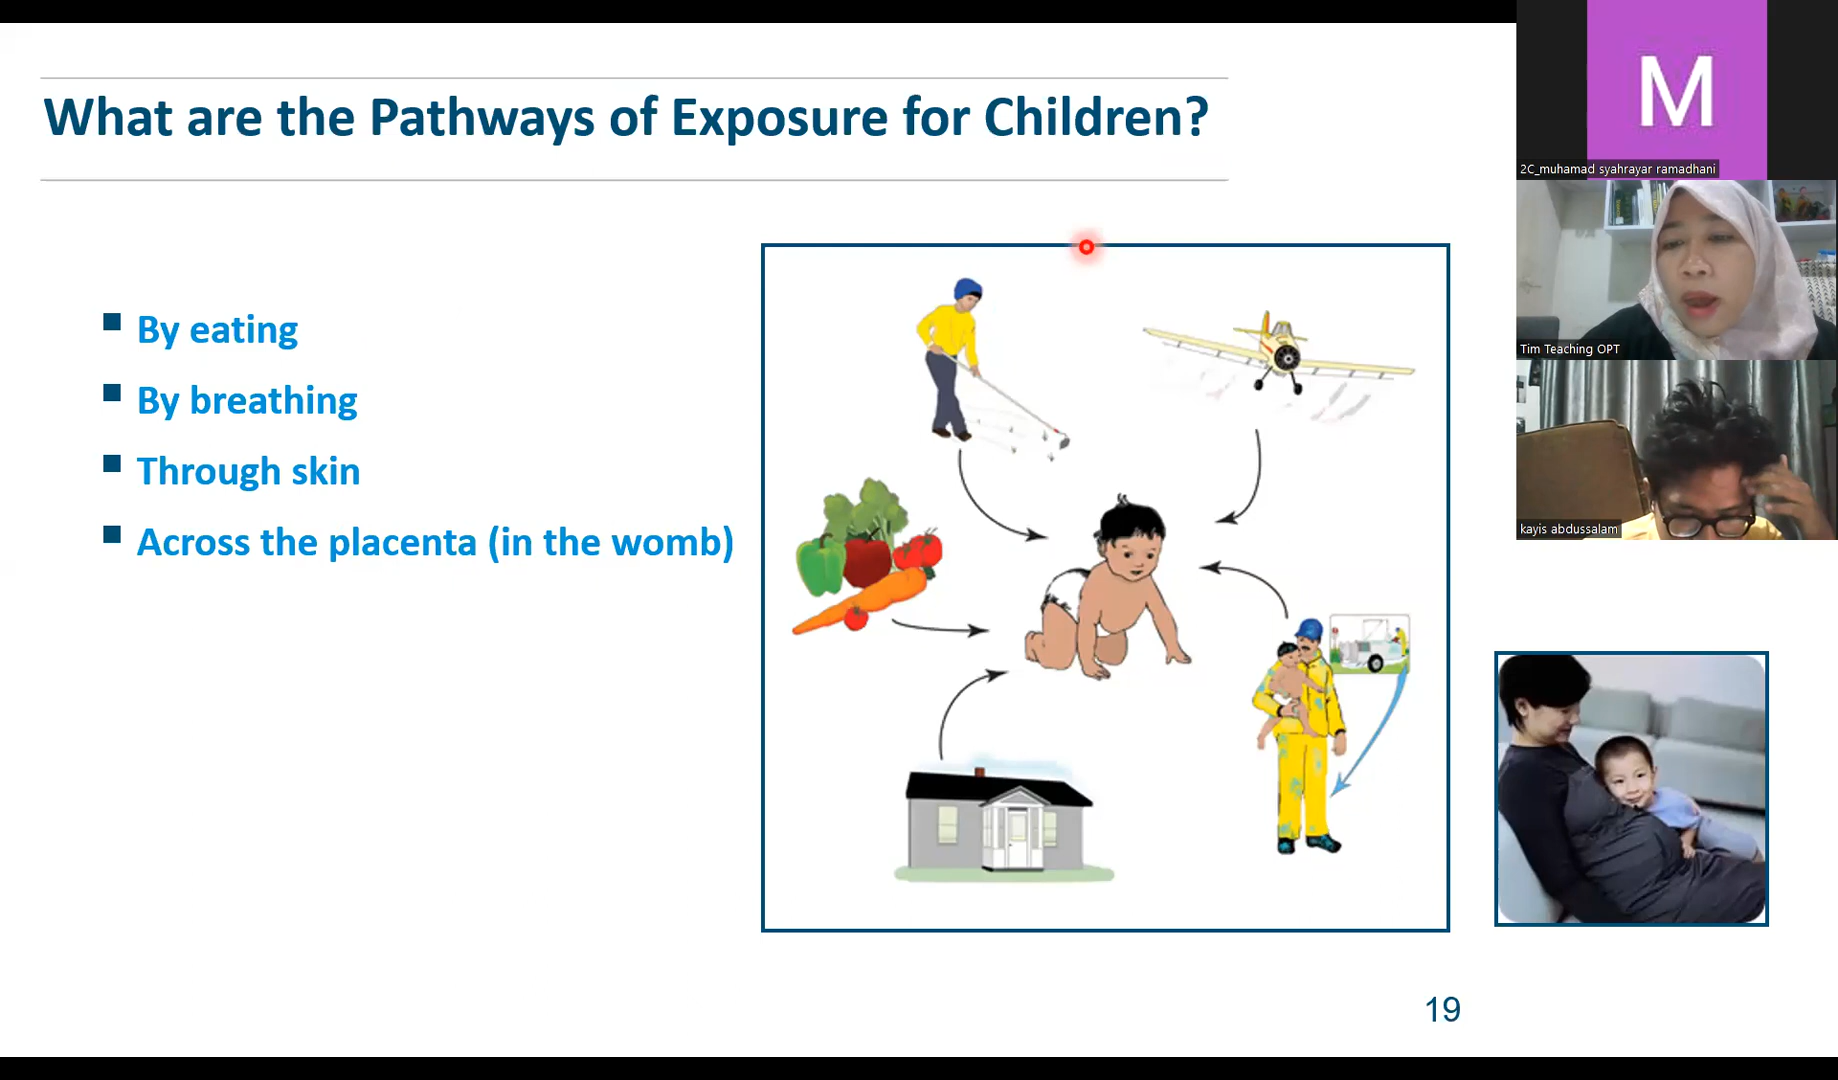 What are the Pathways of Exposure for Children?
By eating
By breathing
Through skin
Across the placenta (in the womb)
19
M
2C_muhamad syahrayar ramadhani
Tim Teaching OPT
kayis abdussalam